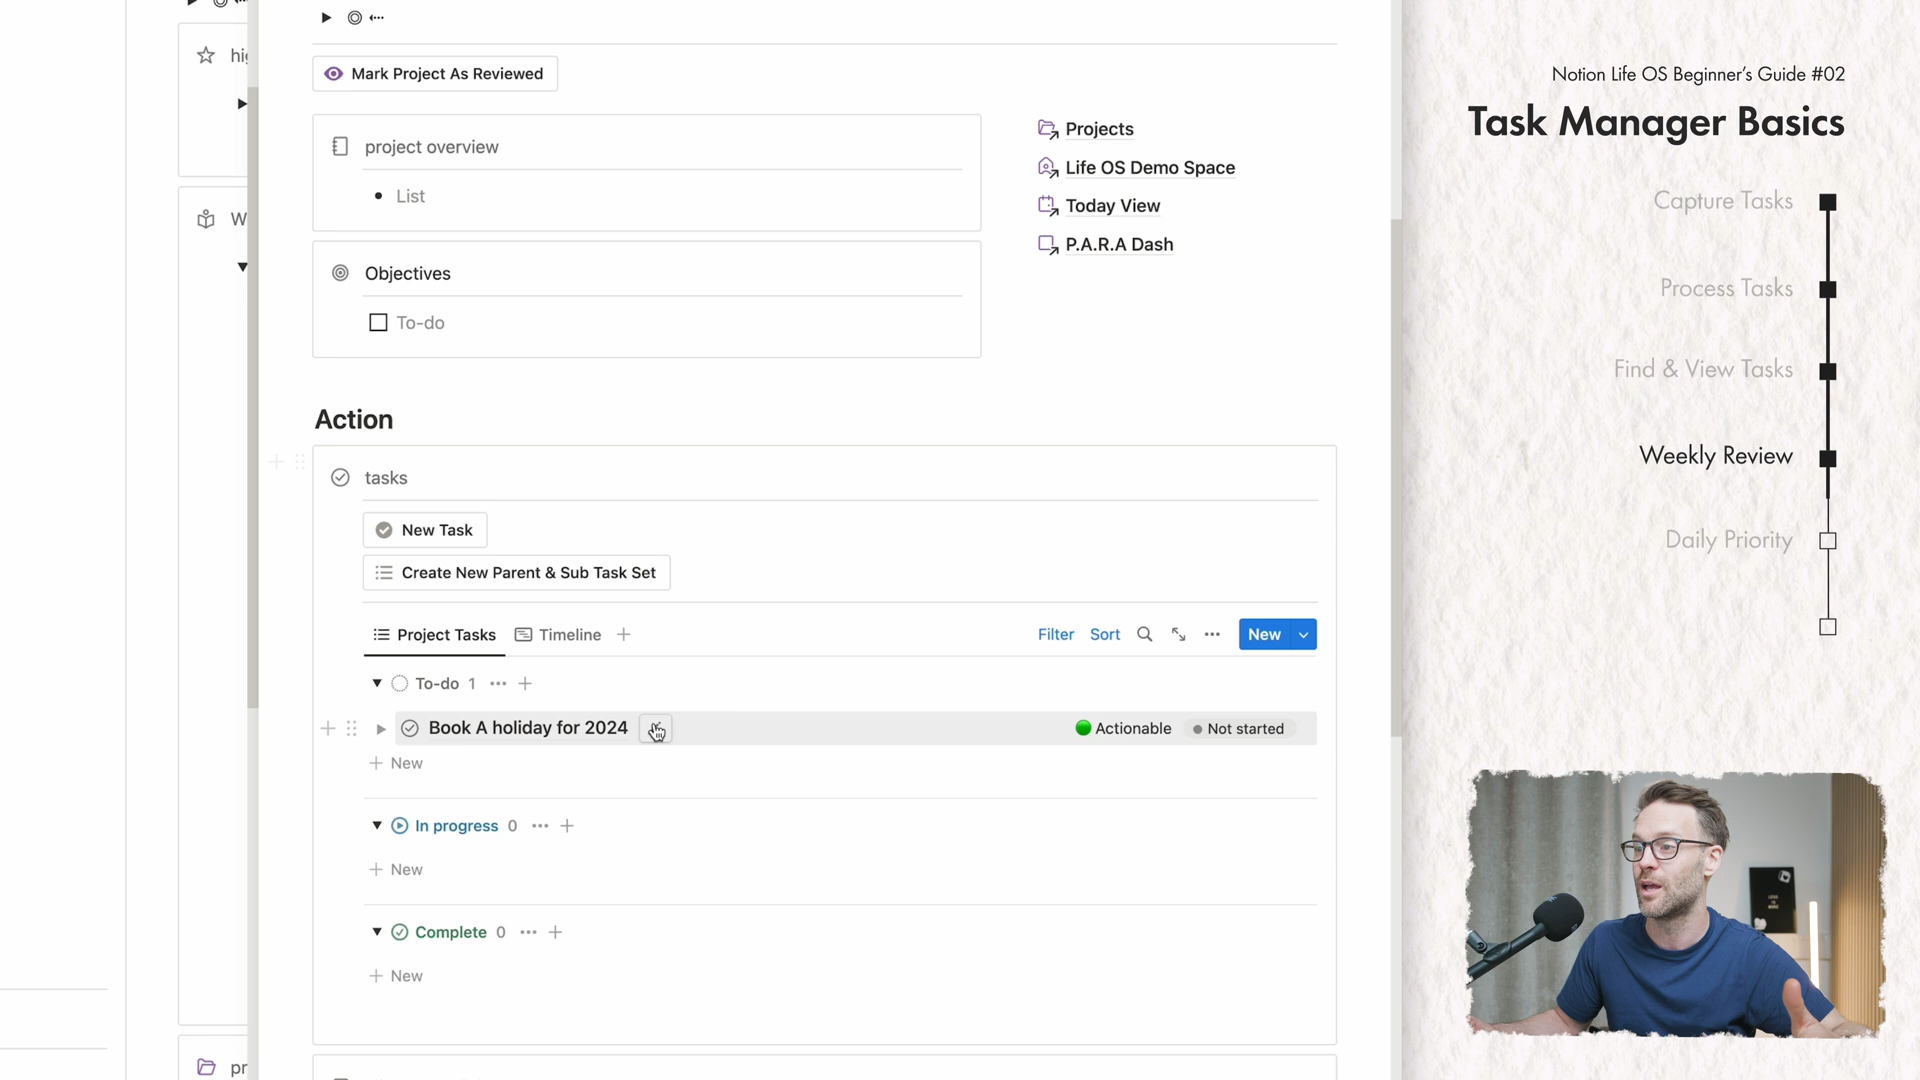 hi
W
pr
Mark Project As Reviewed
project overview
List
Objectives
To-do
Projects
Life OS Demo Space
Today View
P.A.R.A Dash
Action
tasks
New Task
Create New Parent & Sub Task Set
Project Tasks
Timeline
Filter
Sort
New
To-do 1
Book A holiday for 2024
Actionable
Not started
New
In progress 0
New
Complete 0
New
Notion Life OS Beginner's Guide #02
Task Manager Basics
Capture Tasks
Process Tasks
Find & View Tasks
Weekly Review
Daily Priority